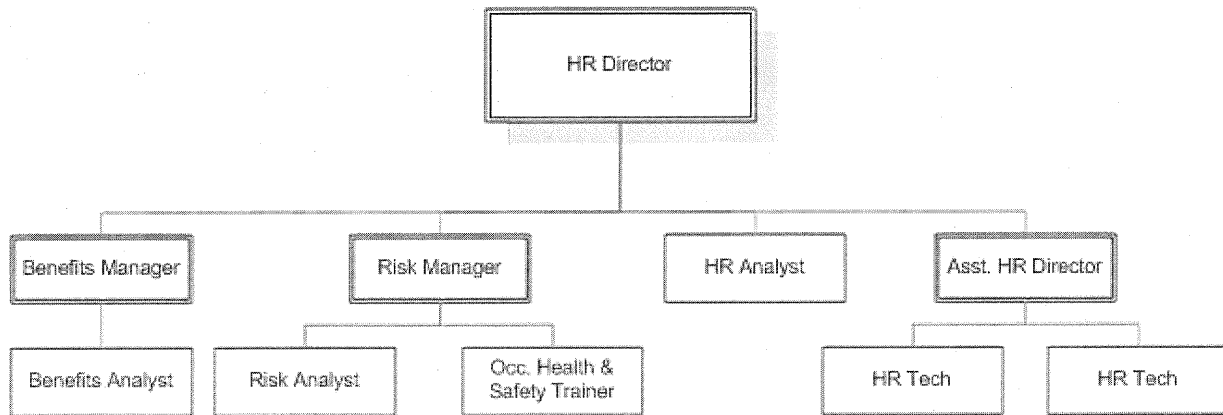 HR Director
Benefits Manager
Risk Manager
HR Analyst
Asst. HR Director
Benefits Analyst
Risk Analyst
Occ. Health &
Safety Trainer
HR Tech
HR Tech